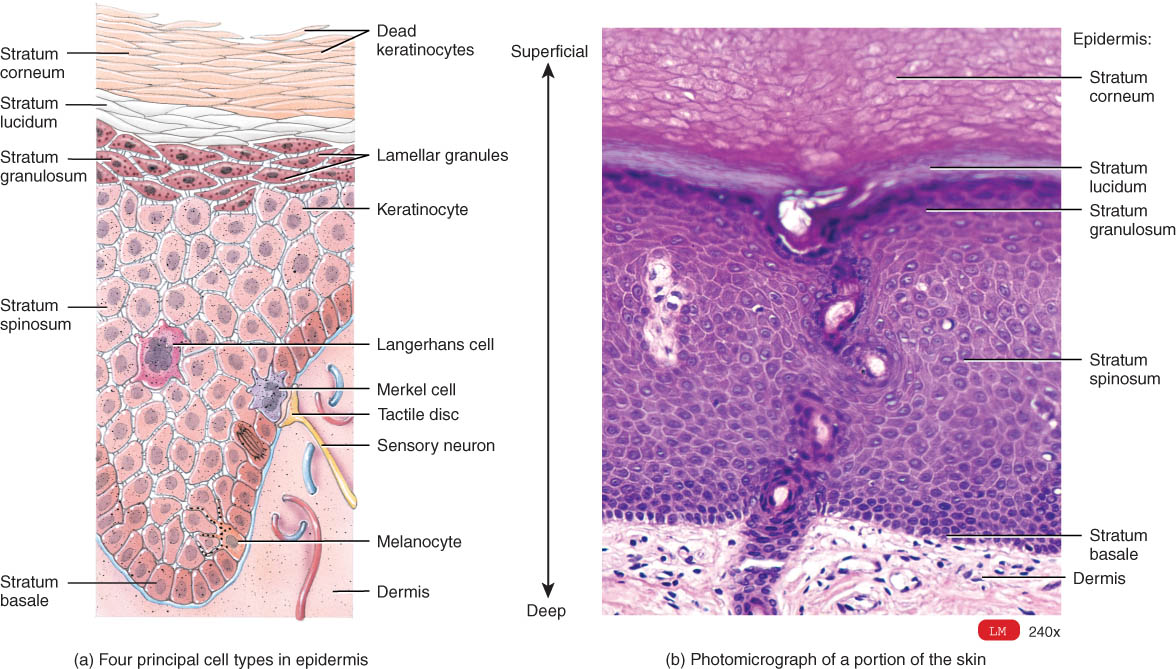 Stratum
corneum
Stratum
lucidum
Stratum
granulosum
Stratum
spinosum
Stratum
basale
Dead
keratinocytes
Lamellar granules
Keratinocyte
Langerhans cell
Merkel cell
Tactile disc
Sensory neuron
Melanocyte
Dermis
(a) Four principal cell types in epidermis
Superficial
Deep
Epidermis:
Stratum
corneum
Stratum
lucidum
Stratum
granulosum
Stratum
spinosum
Stratum
basale
Dermis
LM 240x
(b) Photomicrograph of a portion of the skin